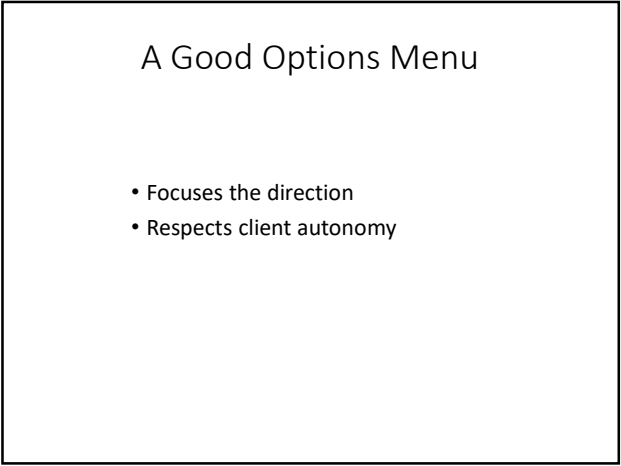 A Good Options Menu
• Focuses the direction
• Respects client autonomy